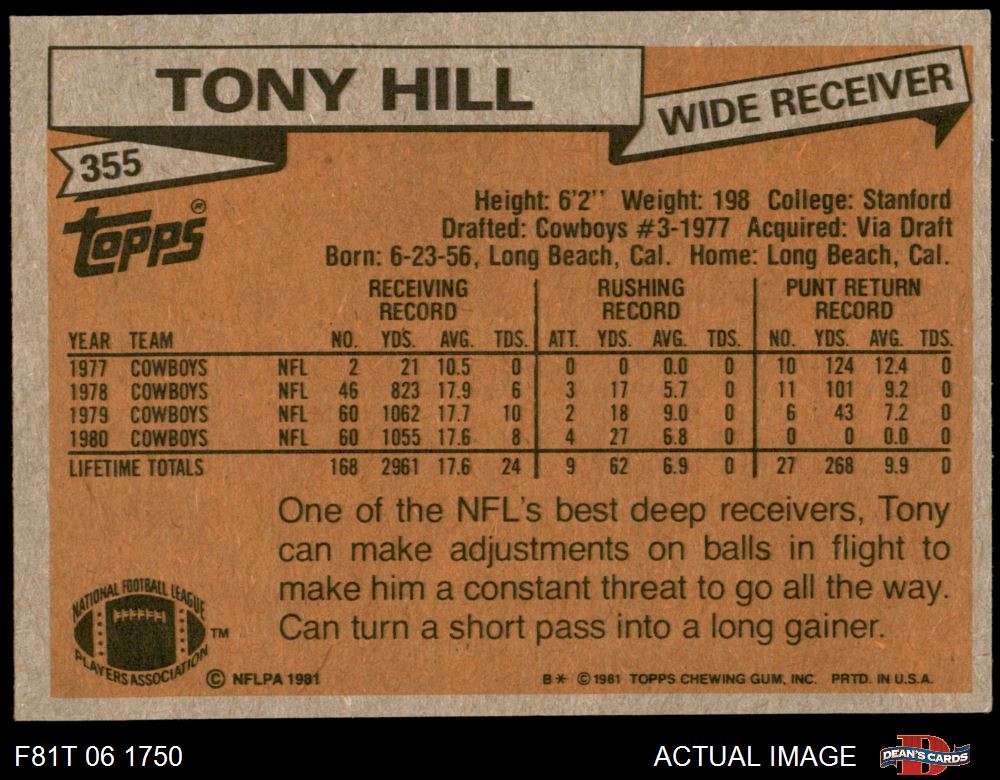 TONY HILL
WIDE RECEIVER
355
topps®
Height: 6'2'' Weight: 198 College: Stanford
Drafted: Cowboys #3-1977 Acquired: Via Draft
Born: 6-23-56, Long Beach, Cal. Home: Long Beach, Cal.
RECEIVING RECORD RUSHING RECORD PUNT RETURN RECORD
YEAR TEAM NO. YDS. AVG. TDS. ATT. YDS. AVG. TDS. NO. YDS. AVG. TDS.
1977 COWBOYS NFL 2 21 10.5 0 0 0 0.0 0 10 124 12.4 0
1978 COWBOYS NFL 46 823 17.9 6 3 17 5.7 0 11 101 9.2 0
1979 COWBOYS NFL 60 1062 17.7 10 2 18 9.0 0 6 43 7.2 0
1980 COWBOYS NFL 60 1055 17.6 8 4 27 6.8 0 0 0 0.0 0
LIFETIME TOTALS 168 2961 17.6 24 9 62 6.9 0 27 268 9.9 0
One of the NFL's best deep receivers, Tony
can make adjustments on balls in flight to
make him a constant threat to go all the way.
Can turn a short pass into a long gainer.
NATIONAL FOOTBALL LEAGUE
PLAYERS ASSOCIATION
TM
© NFLPA 1981
B* © 1981 TOPPS CHEWING GUM, INC. PRTD. IN U.S.A.
F81T 06 1750
ACTUAL IMAGE
DEAN'S CARDS